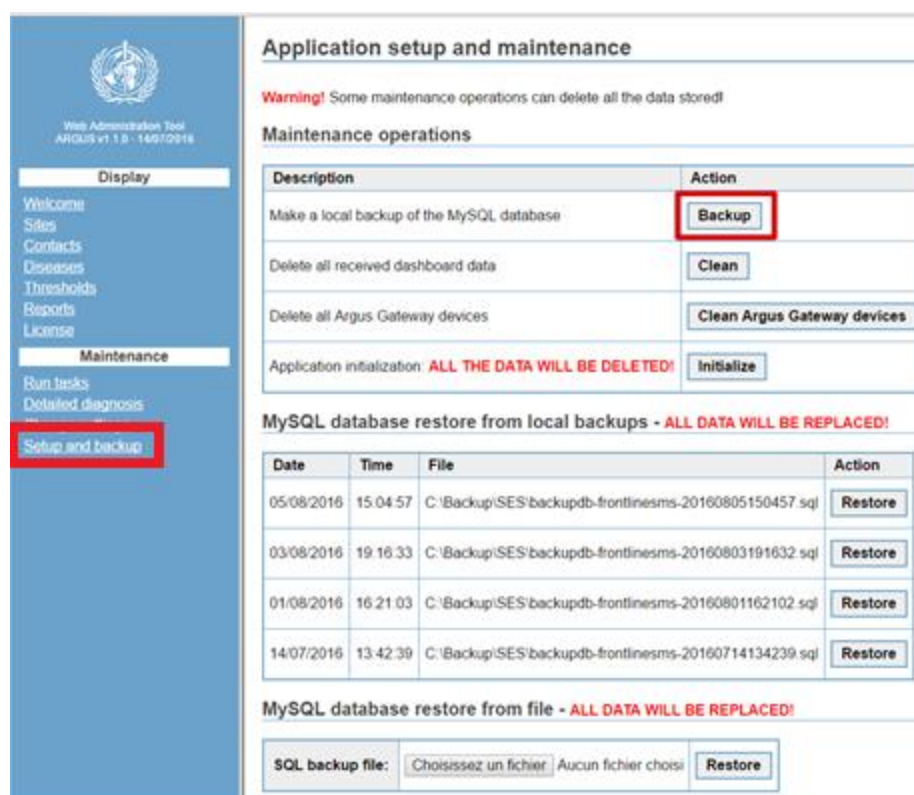 Web Administration Tool
ARGUS v1.1.0 - 14/07/2016
Display
Welcome
Sites
Contacts
Diseases
Thresholds
Reports
License
Maintenance
Run tasks
Detailed diagnosis
Setup and backup
Application setup and maintenance
Warning! Some maintenance operations can delete all the data stored!
Maintenance operations
Description Action
Make a local backup of the MySQL database Backup
Delete all received dashboard data Clean
Delete all Argus Gateway devices Clean Argus Gateway devices
Application initialization: ALL THE DATA WILL BE DELETED! Initialize
MySQL database restore from local backups - ALL DATA WILL BE REPLACED!
Date Time File Action
05/08/2016 15:04:57 C:\Backup\SES\backupdb-frontlinesms-20160805150457.sql Restore
03/08/2016 19:16:33 C:\Backup\SES\backupdb-frontlinesms-20160803191632.sql Restore
01/08/2016 16:21:03 C:\Backup\SES\backupdb-frontlinesms-20160801162102.sql Restore
14/07/2016 13:42:39 C:\Backup\SES\backupdb-frontlinesms-20160714134239.sql Restore
MySQL database restore from file - ALL DATA WILL BE REPLACED!
SQL backup file: Choisissez un fichier Aucun fichier choisi Restore